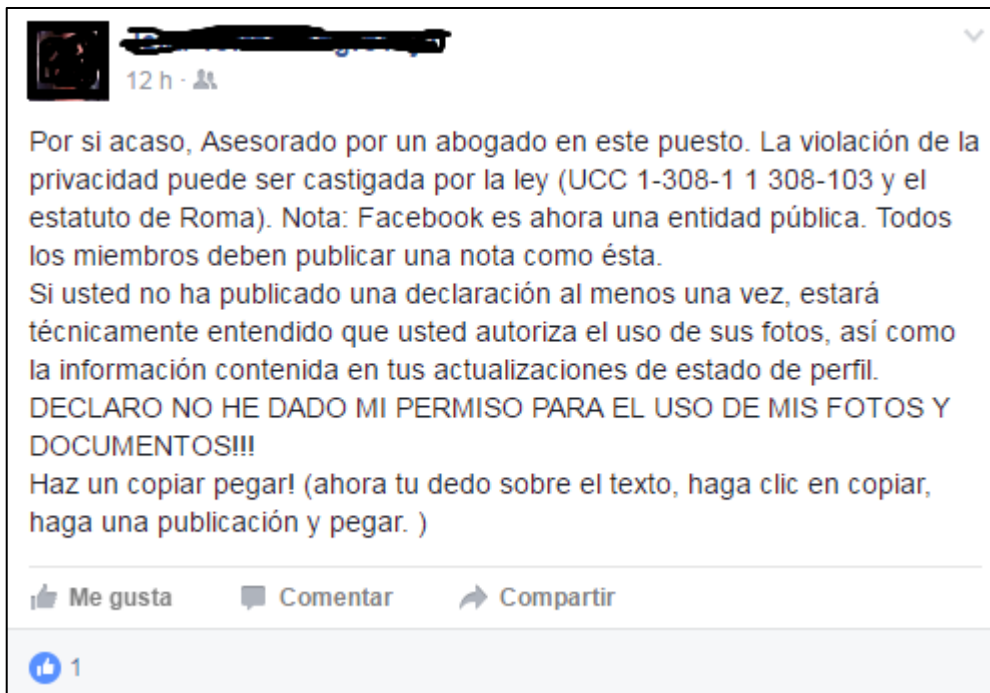 12 h
Por si acaso, Asesorado por un abogado en este puesto. La violación de la
privacidad puede ser castigada por la ley (UCC 1-308-1 1 308-103 y el
estatuto de Roma). Nota: Facebook es ahora una entidad pública. Todos
los miembros deben publicar una nota como ésta.
Si usted no ha publicado una declaración al menos una vez, estará
técnicamente entendido que usted autoriza el uso de sus fotos, así como
la información contenida en tus actualizaciones de estado de perfil.
DECLARO NO HE DADO MI PERMISO PARA EL USO DE MIS FOTOS Y
DOCUMENTOS!!!
Haz un copiar pegar! (ahora tu dedo sobre el texto, haga clic en copiar,
haga una publicación y pegar. )
Me gusta Comentar Compartir
1